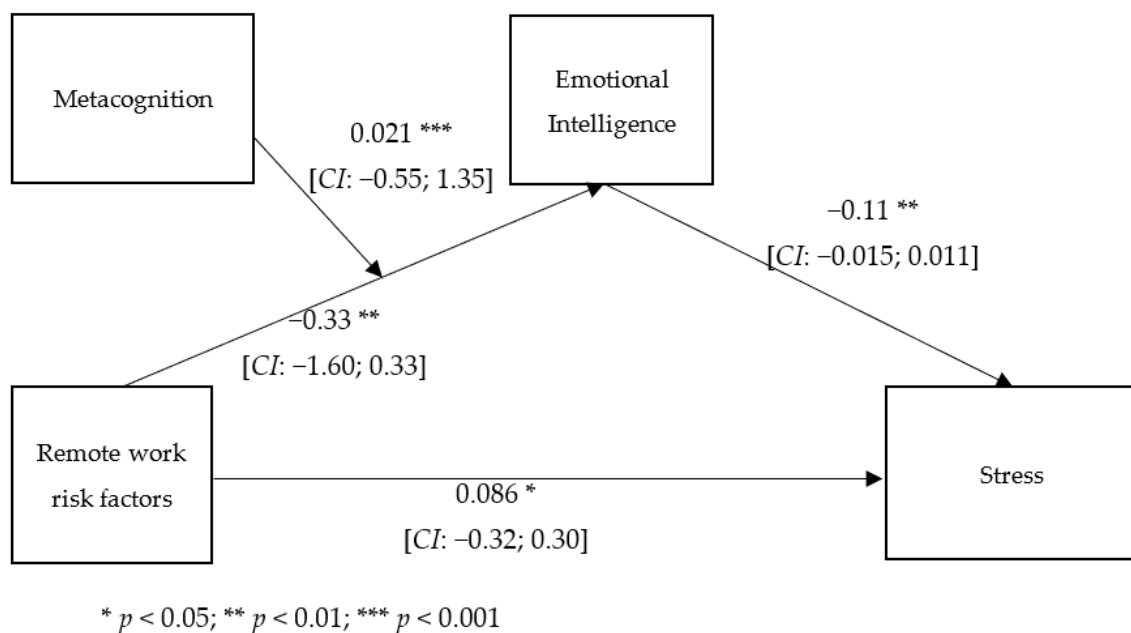 Metacognition
Emotional
Intelligence
0.021 ***
[CI: −0.55; 1.35]
−0.11 **
[CI: −0.015; 0.011]
−0.33 **
[CI: −1.60; 0.33]
Remote work
risk factors
Stress
0.086 *
[CI: −0.32; 0.30]
* p < 0.05; ** p < 0.01; *** p < 0.001